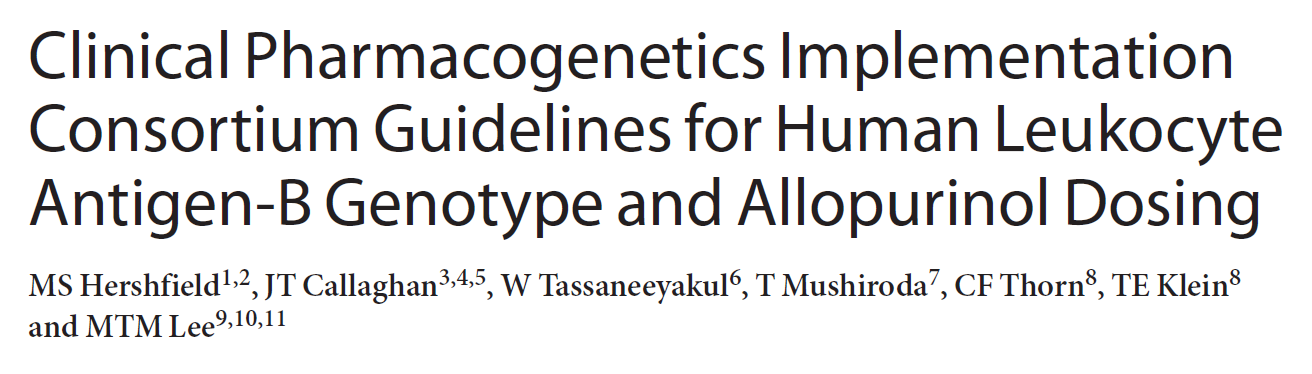 Clinical Pharmacogenetics Implementation
Consortium Guidelines for Human Leukocyte
Antigen-B Genotype and Allopurinol Dosing
MS Hershfield1,2, JT Callaghan3,4,5, W Tassaneeyakul6, T Mushiroda7, CF Thorn8, TE Klein8
and MTM Lee9,10,11